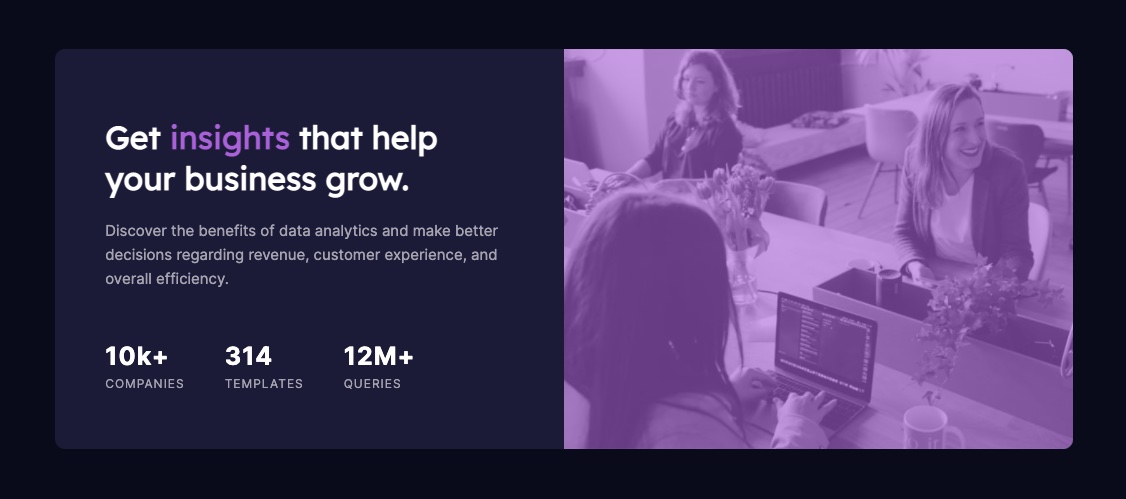 Get insights that help
your business grow.
Discover the benefits of data analytics and make better
decisions regarding revenue, customer experience, and
overall efficiency.
10k+ 314 12M+
COMPANIES TEMPLATES QUERIES